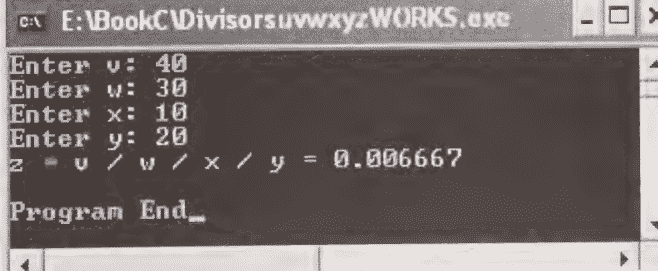 E:\BookC\DivisorsuvwxyzWORKS.exe
Enter v: 40
Enter w: 30
Enter x: 10
Enter y: 20
z = v / w / x / y = 0.006667
Program End_